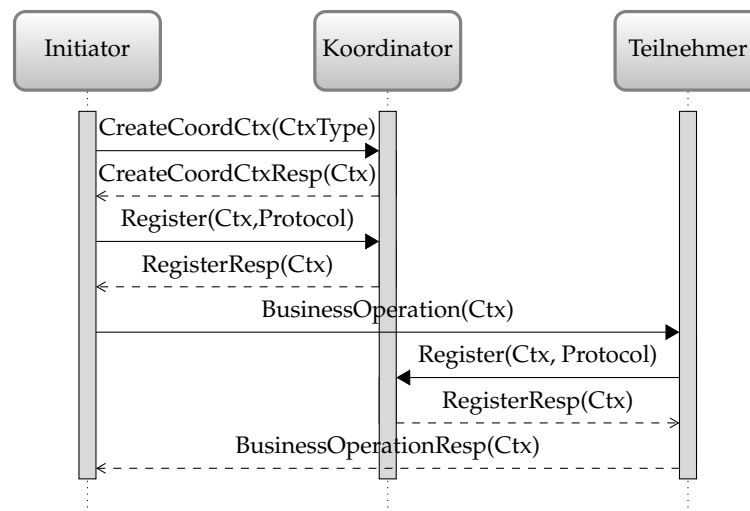 Initiator
Koordinator
Teilnehmer
CreateCoordCtx(CtxType)
CreateCoordCtxResp(Ctx)
Register(Ctx,Protocol)
RegisterResp(Ctx)
BusinessOperation(Ctx)
Register(Ctx, Protocol)
RegisterResp(Ctx)
BusinessOperationResp(Ctx)